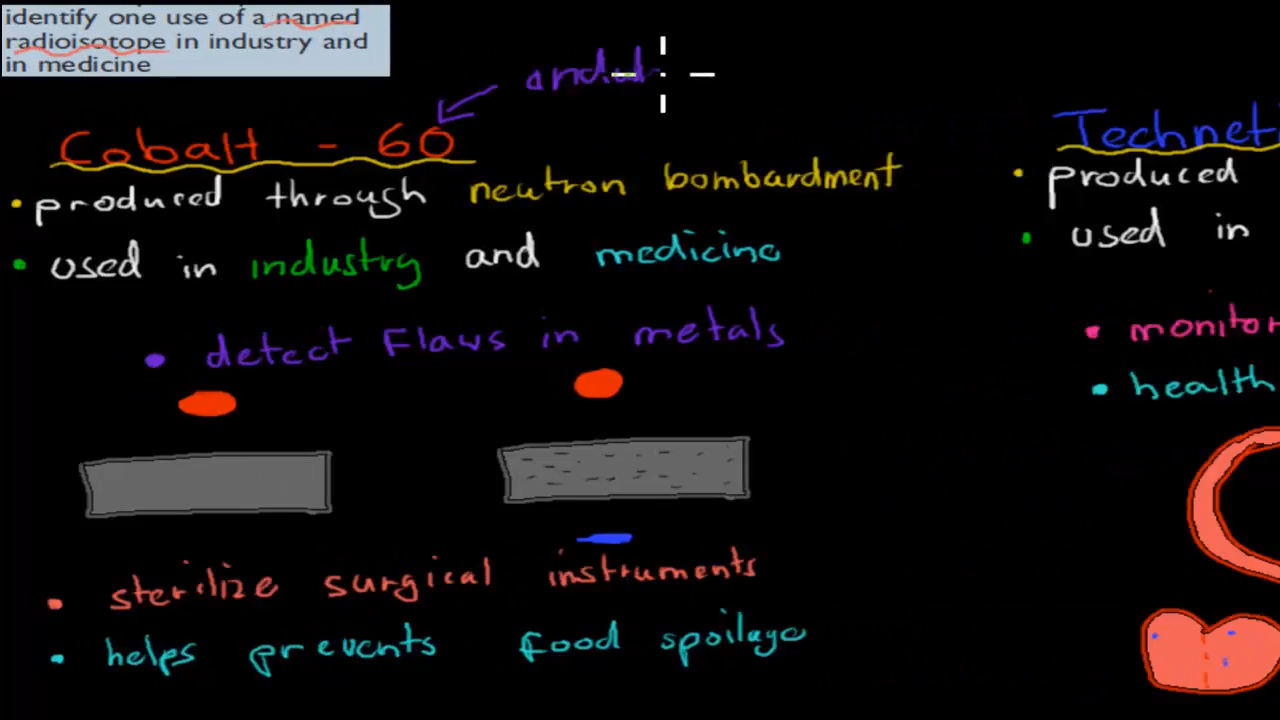 identify one use of a named
radioisotope in industry and
in medicine
Cobalt - 60
• produced through neutron bombardment
• used in industry and medicine
• detect Flaws in metals
• sterilize surgical instruments
• helps prevents food spoilage
Technet
• produced
• used in
• monitor
• health